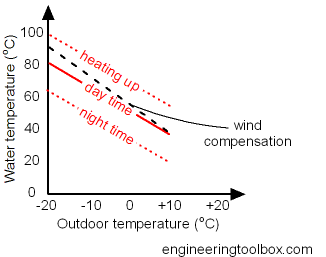 100
80
60
40
20
0
Water temperature (°C)
heating up
day time
night time
wind
compensation
-20
-10
0
+10
+20
Outdoor temperature (°C)
engineeringtoolbox.com